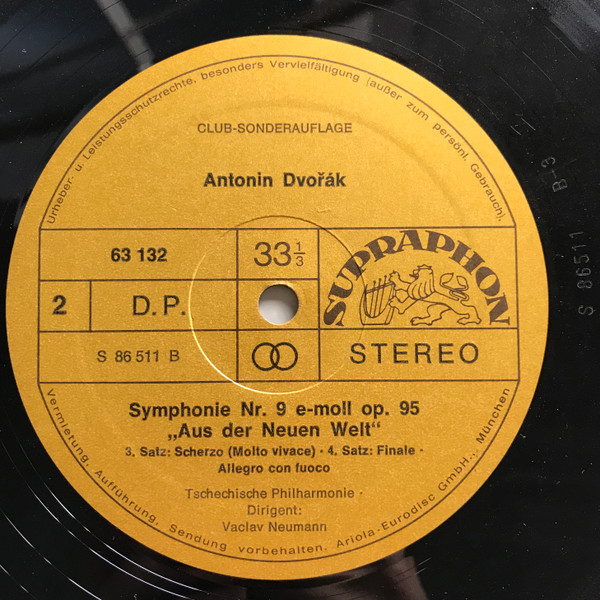 Urheber- u. Leistungsschutzrechte, besonders Vervielfältigung (außer zum persönl. Gebrauch),
CLUB-SONDERAUFLAGE
Antonin Dvořák
63 132
33 1/3
SUPRAPHON
2
D.P.
S 86 511 B
STEREO
Symphonie Nr. 9 e-moll op. 95
„Aus der Neuen Welt“
3. Satz: Scherzo (Molto vivace) · 4. Satz: Finale ·
Allegro con fuoco
Tschechische Philharmonie ·
Dirigent:
Vaclav Neumann
Vermietung, Aufführung, Sendung vorbehalten. Ariola-Eurodisc GmbH., München
S 86511 B-3